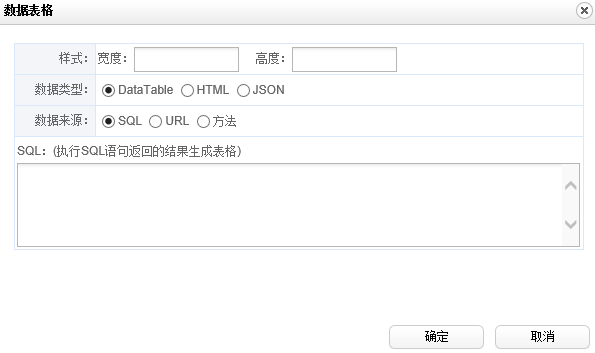 数据表格
样式： 宽度： 高度：
数据类型： DataTable HTML JSON
数据来源： SQL URL 方法
SQL：(执行SQL语句返回的结果生成表格)
确定 取消